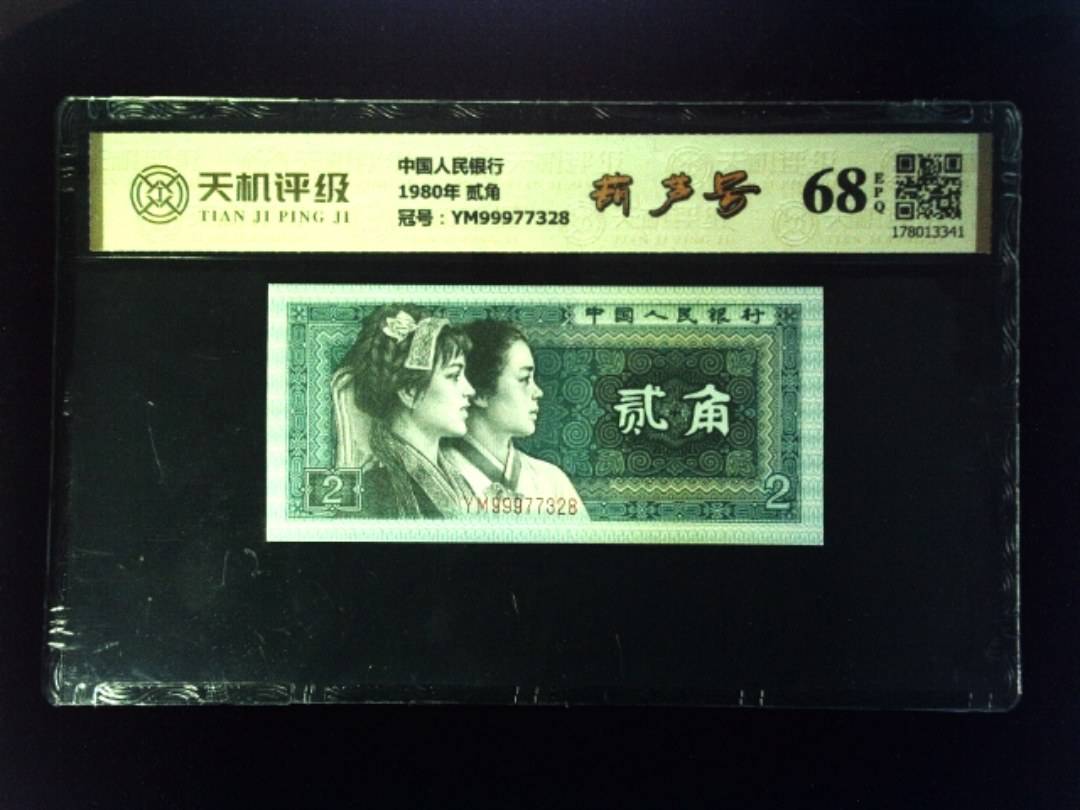 天机评级
TIAN JI PING JI
中国人民银行
1980年 贰角
冠号：YM99977328
葫芦号
68
EPQ
178013341
中国人民银行
贰角
2
YM99977328
2